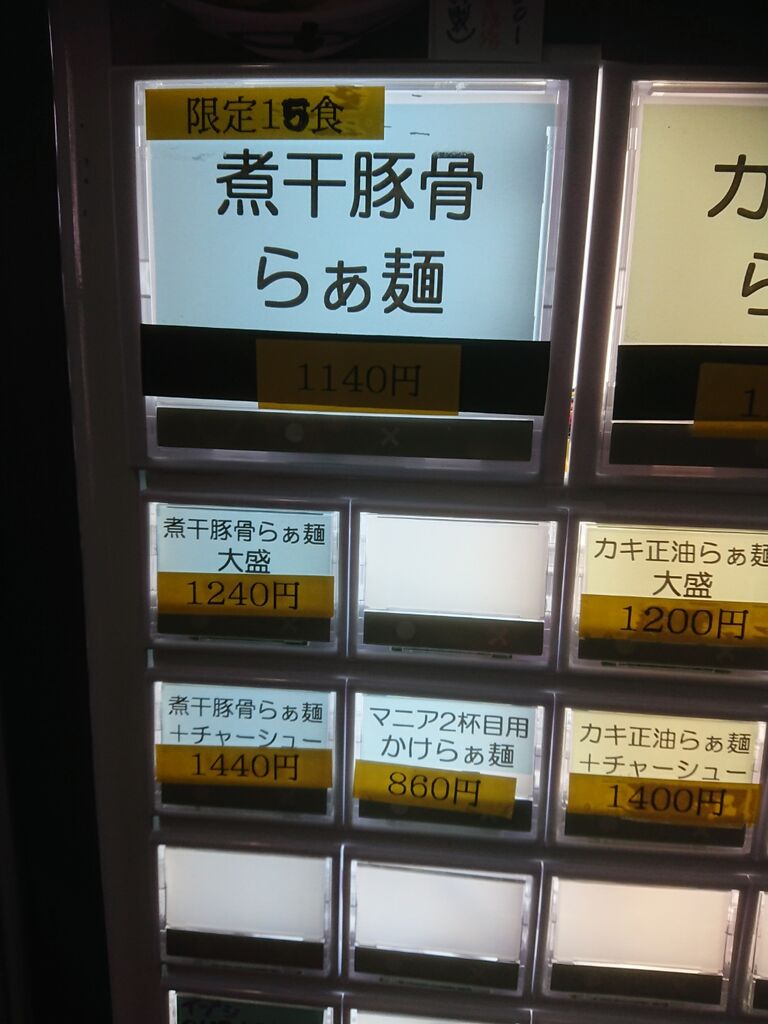 限定15食
煮干豚骨
らぁ麺
1140円
カ
ら
1
煮干豚骨らぁ麺
大盛
1240円
カキ正油らぁ麺
大盛
1200円
煮干豚骨らぁ麺
+チャーシュー
1440円
マニア2杯目用
かけらぁ麺
860円
カキ正油らぁ麺
+チャーシュー
1400円